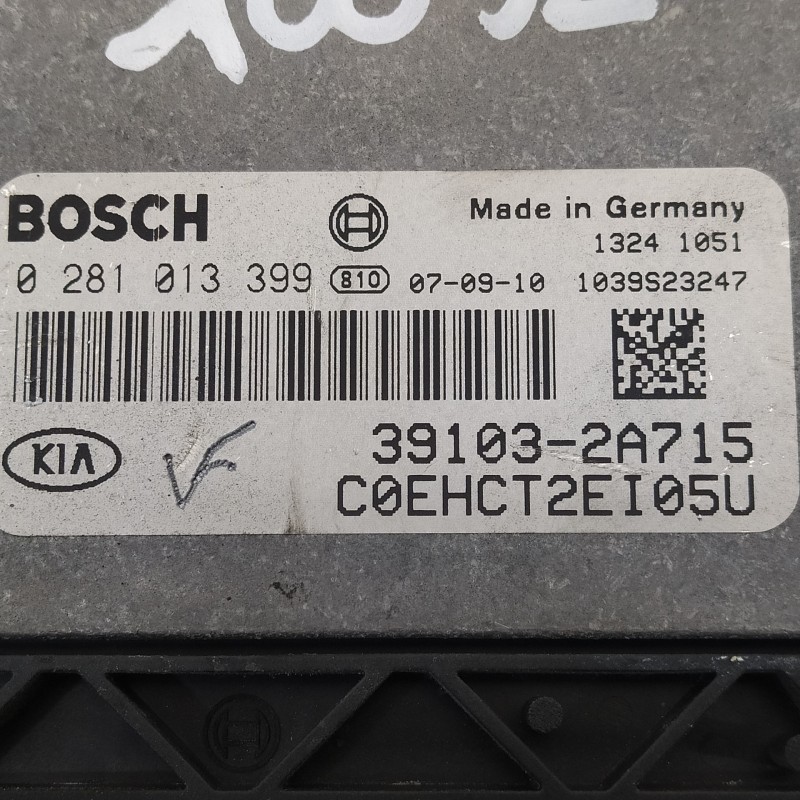 BOSCH
Made in Germany
1324 1051
0 281 013 399 810 07-09-10 1039S23247
KIA
39103-2A715
C0EHCT2EI05U